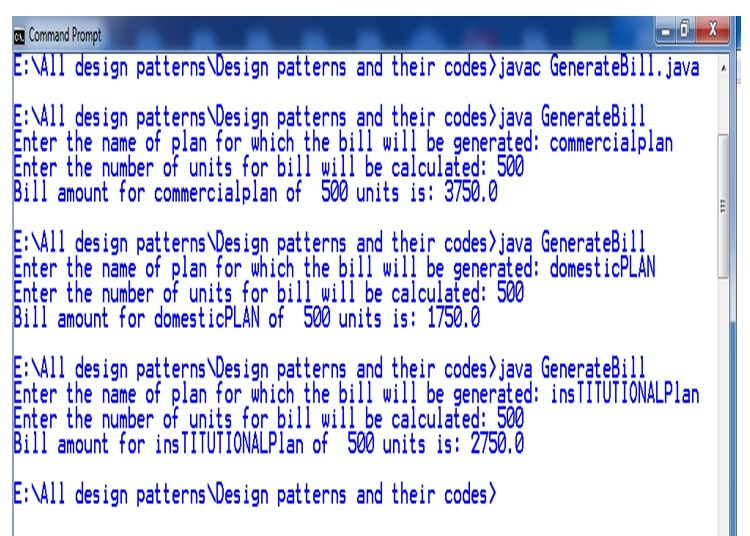 Command Prompt
E:\All design patterns\Design patterns and their codes>javac GenerateBill.java
E:\All design patterns\Design patterns and their codes>java GenerateBill
Enter the name of plan for which the bill will be generated: commercialplan
Enter the number of units for bill will be calculated: 500
Bill amount for commercialplan of  500 units is: 3750.0
E:\All design patterns\Design patterns and their codes>java GenerateBill
Enter the name of plan for which the bill will be generated: domesticPLAN
Enter the number of units for bill will be calculated: 500
Bill amount for domesticPLAN of  500 units is: 1750.0
E:\All design patterns\Design patterns and their codes>java GenerateBill
Enter the name of plan for which the bill will be generated: insTITUTIONALPlan
Enter the number of units for bill will be calculated: 500
Bill amount for insTITUTIONALPlan of  500 units is: 2750.0
E:\All design patterns\Design patterns and their codes>